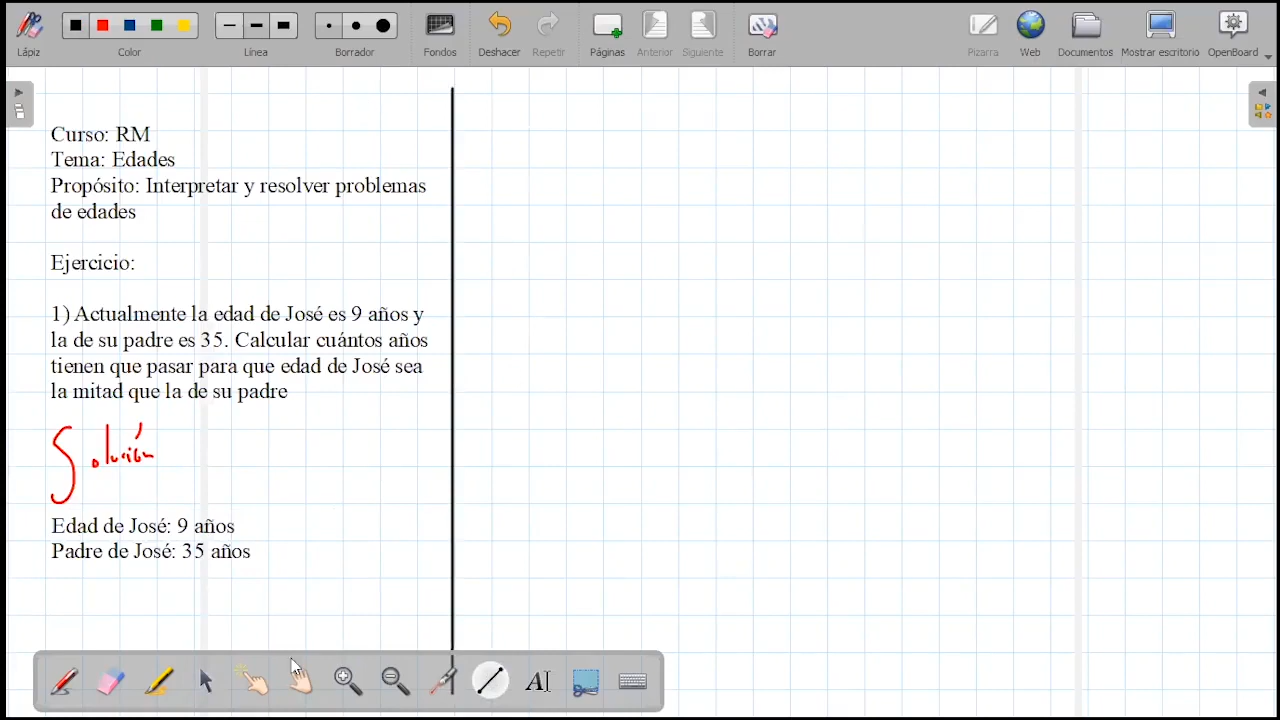 Lápiz
Color
Línea
Borrador
Fondos
Deshacer
Repetir
Páginas
Anterior
Siguiente
Borrar
Pizarra
Web
Documentos
Mostrar escritorio
OpenBoard
Curso: RM
Tema: Edades
Propósito: Interpretar y resolver problemas
de edades
Ejercicio:
1) Actualmente la edad de José es 9 años y
la de su padre es 35. Calcular cuántos años
tienen que pasar para que edad de José sea
la mitad que la de su padre
Solución
Edad de José: 9 años
Padre de José: 35 años